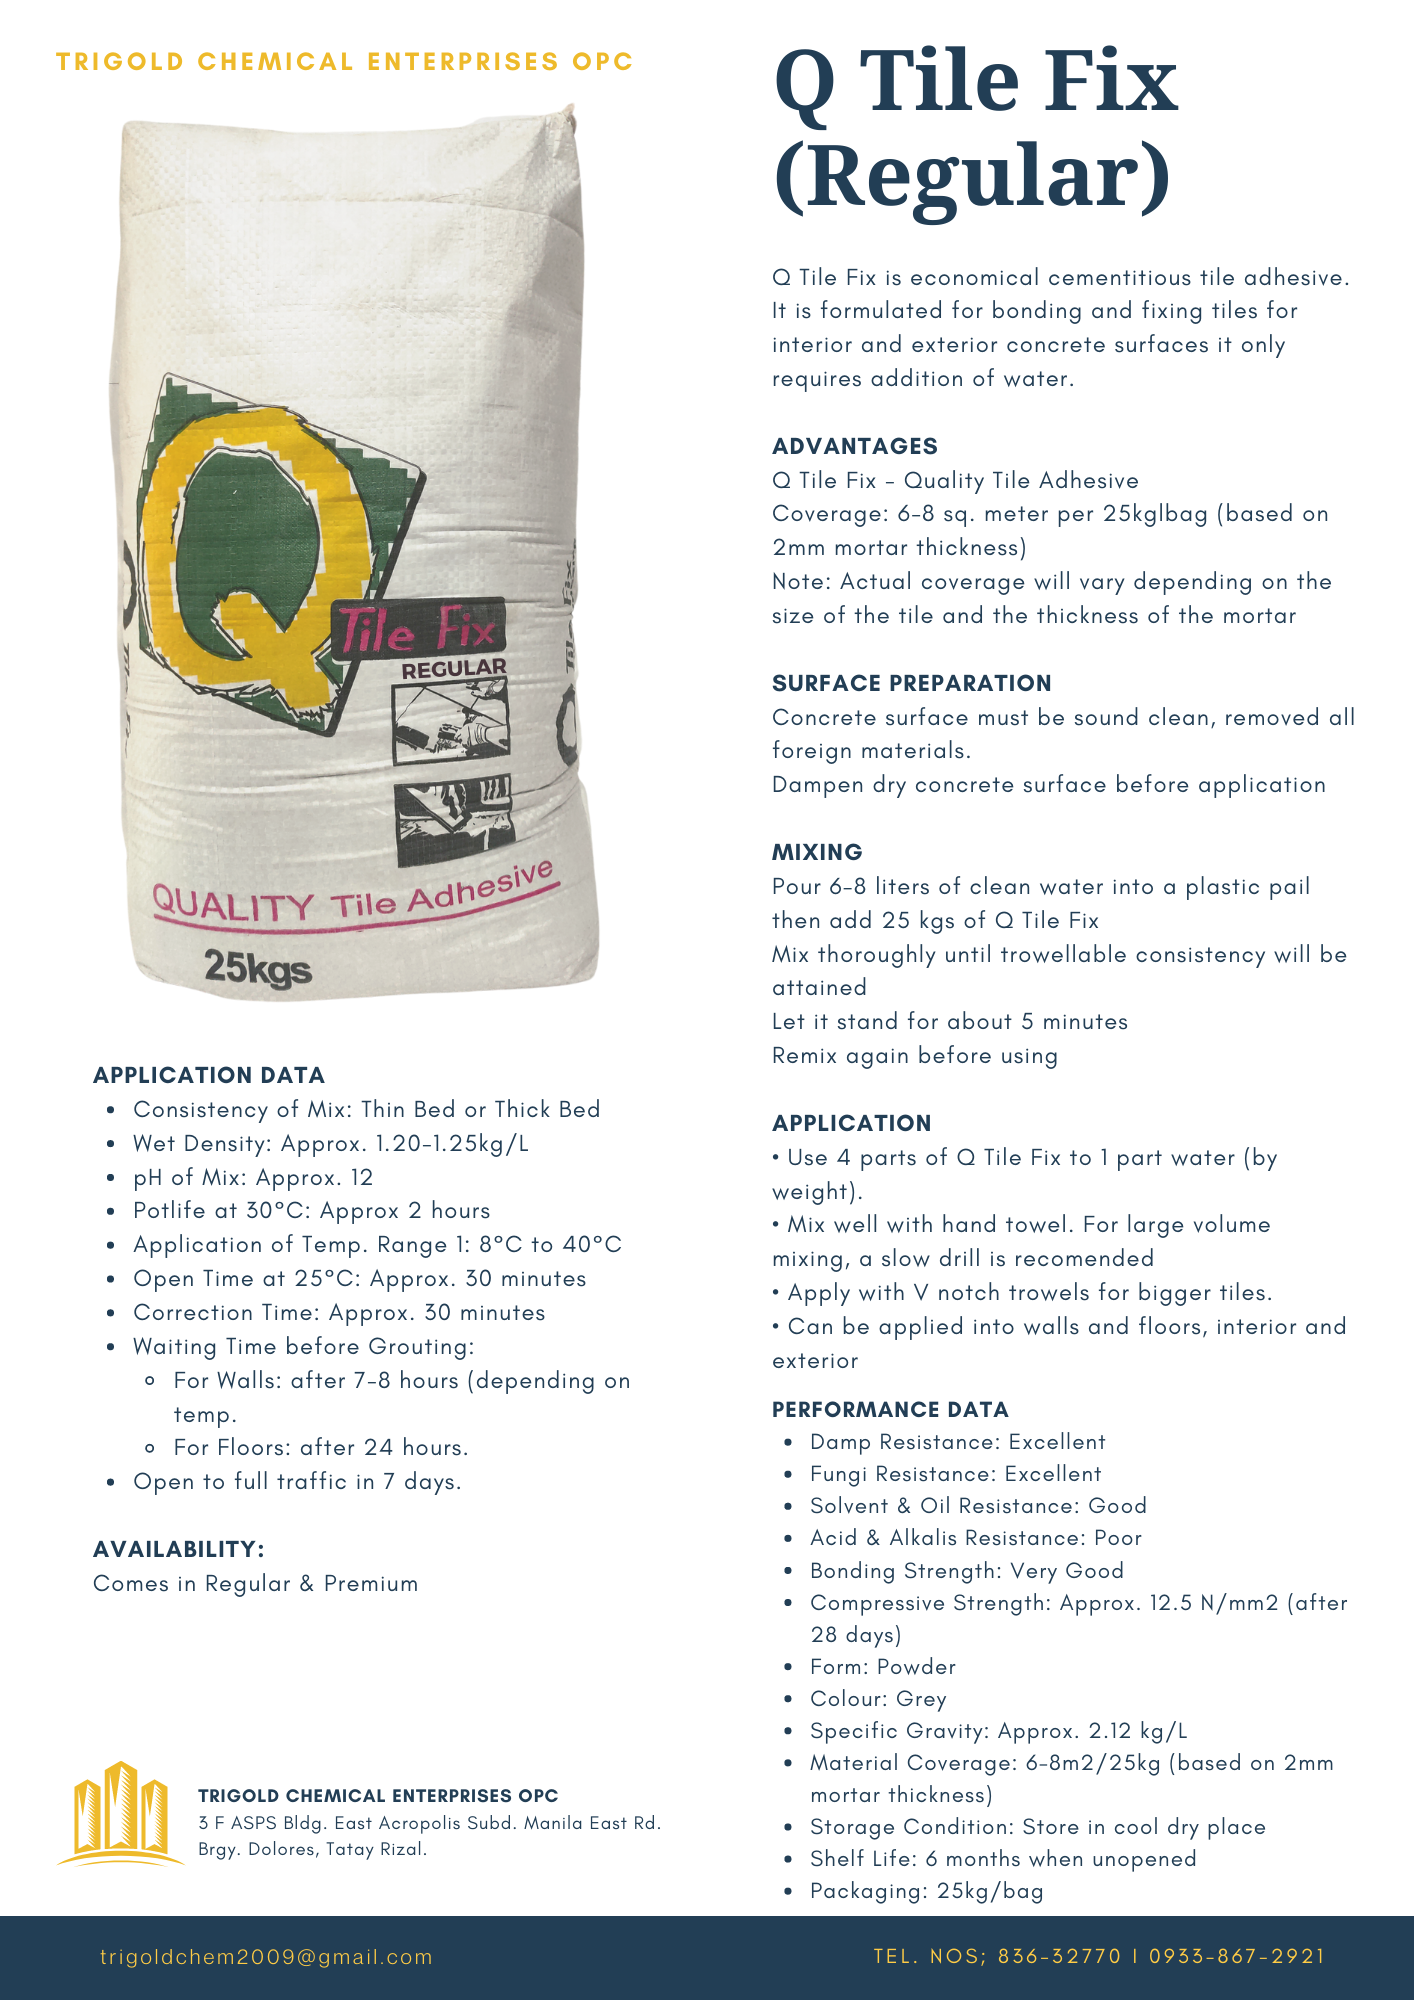 TRIGOLD CHEMICAL ENTERPRISES OPC
Q
Tile Fix
REGULAR
QUALITY Tile Adhesive
25kgs
APPLICATION DATA
• Consistency of Mix: Thin Bed or Thick Bed
• Wet Density: Approx. 1.20-1.25kg/L
• pH of Mix: Approx. 12
• Potlife at 30°C: Approx 2 hours
• Application of Temp. Range 1: 8°C to 40°C
• Open Time at 25°C: Approx. 30 minutes
• Correction Time: Approx. 30 minutes
• Waiting Time before Grouting:
◦ For Walls: after 7-8 hours (depending on
temp.
◦ For Floors: after 24 hours.
• Open to full traffic in 7 days.
AVAILABILITY:
Comes in Regular & Premium
Q Tile Fix
(Regular)
Q Tile Fix is economical cementitious tile adhesive.
It is formulated for bonding and fixing tiles for
interior and exterior concrete surfaces it only
requires addition of water.
ADVANTAGES
Q Tile Fix – Quality Tile Adhesive
Coverage: 6-8 sq. meter per 25kglbag (based on
2mm mortar thickness)
Note: Actual coverage will vary depending on the
size of the tile and the thickness of the mortar
SURFACE PREPARATION
Concrete surface must be sound clean, removed all
foreign materials.
Dampen dry concrete surface before application
MIXING
Pour 6-8 liters of clean water into a plastic pail
then add 25 kgs of Q Tile Fix
Mix thoroughly until trowellable consistency will be
attained
Let it stand for about 5 minutes
Remix again before using
APPLICATION
• Use 4 parts of Q Tile Fix to 1 part water (by
weight).
• Mix well with hand towel. For large volume
mixing, a slow drill is recomended
• Apply with V notch trowels for bigger tiles.
• Can be applied into walls and floors, interior and
exterior
PERFORMANCE DATA
• Damp Resistance: Excellent
• Fungi Resistance: Excellent
• Solvent & Oil Resistance: Good
• Acid & Alkalis Resistance: Poor
• Bonding Strength: Very Good
• Compressive Strength: Approx. 12.5 N/mm2 (after
28 days)
• Form: Powder
• Colour: Grey
• Specific Gravity: Approx. 2.12 kg/L
• Material Coverage: 6-8m2/25kg (based on 2mm
mortar thickness)
• Storage Condition: Store in cool dry place
• Shelf Life: 6 months when unopened
• Packaging: 25kg/bag
TRIGOLD CHEMICAL ENTERPRISES OPC
3 F ASPS Bldg. East Acropolis Subd. Manila East Rd.
Brgy. Dolores, Tatay Rizal.
trigoldchem2009@gmail.com
TEL. NOS; 836-32770 | 0933-867-2921